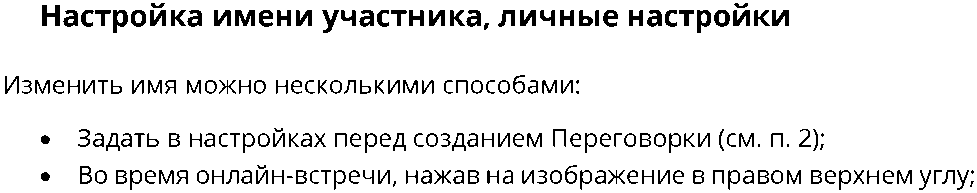 Настройка имени участника, личные настройки
Изменить имя можно несколькими способами:
• Задать в настройках перед созданием Переговорки (см. п. 2);
• Во время онлайн-встречи, нажав на изображение в правом верхнем углу;